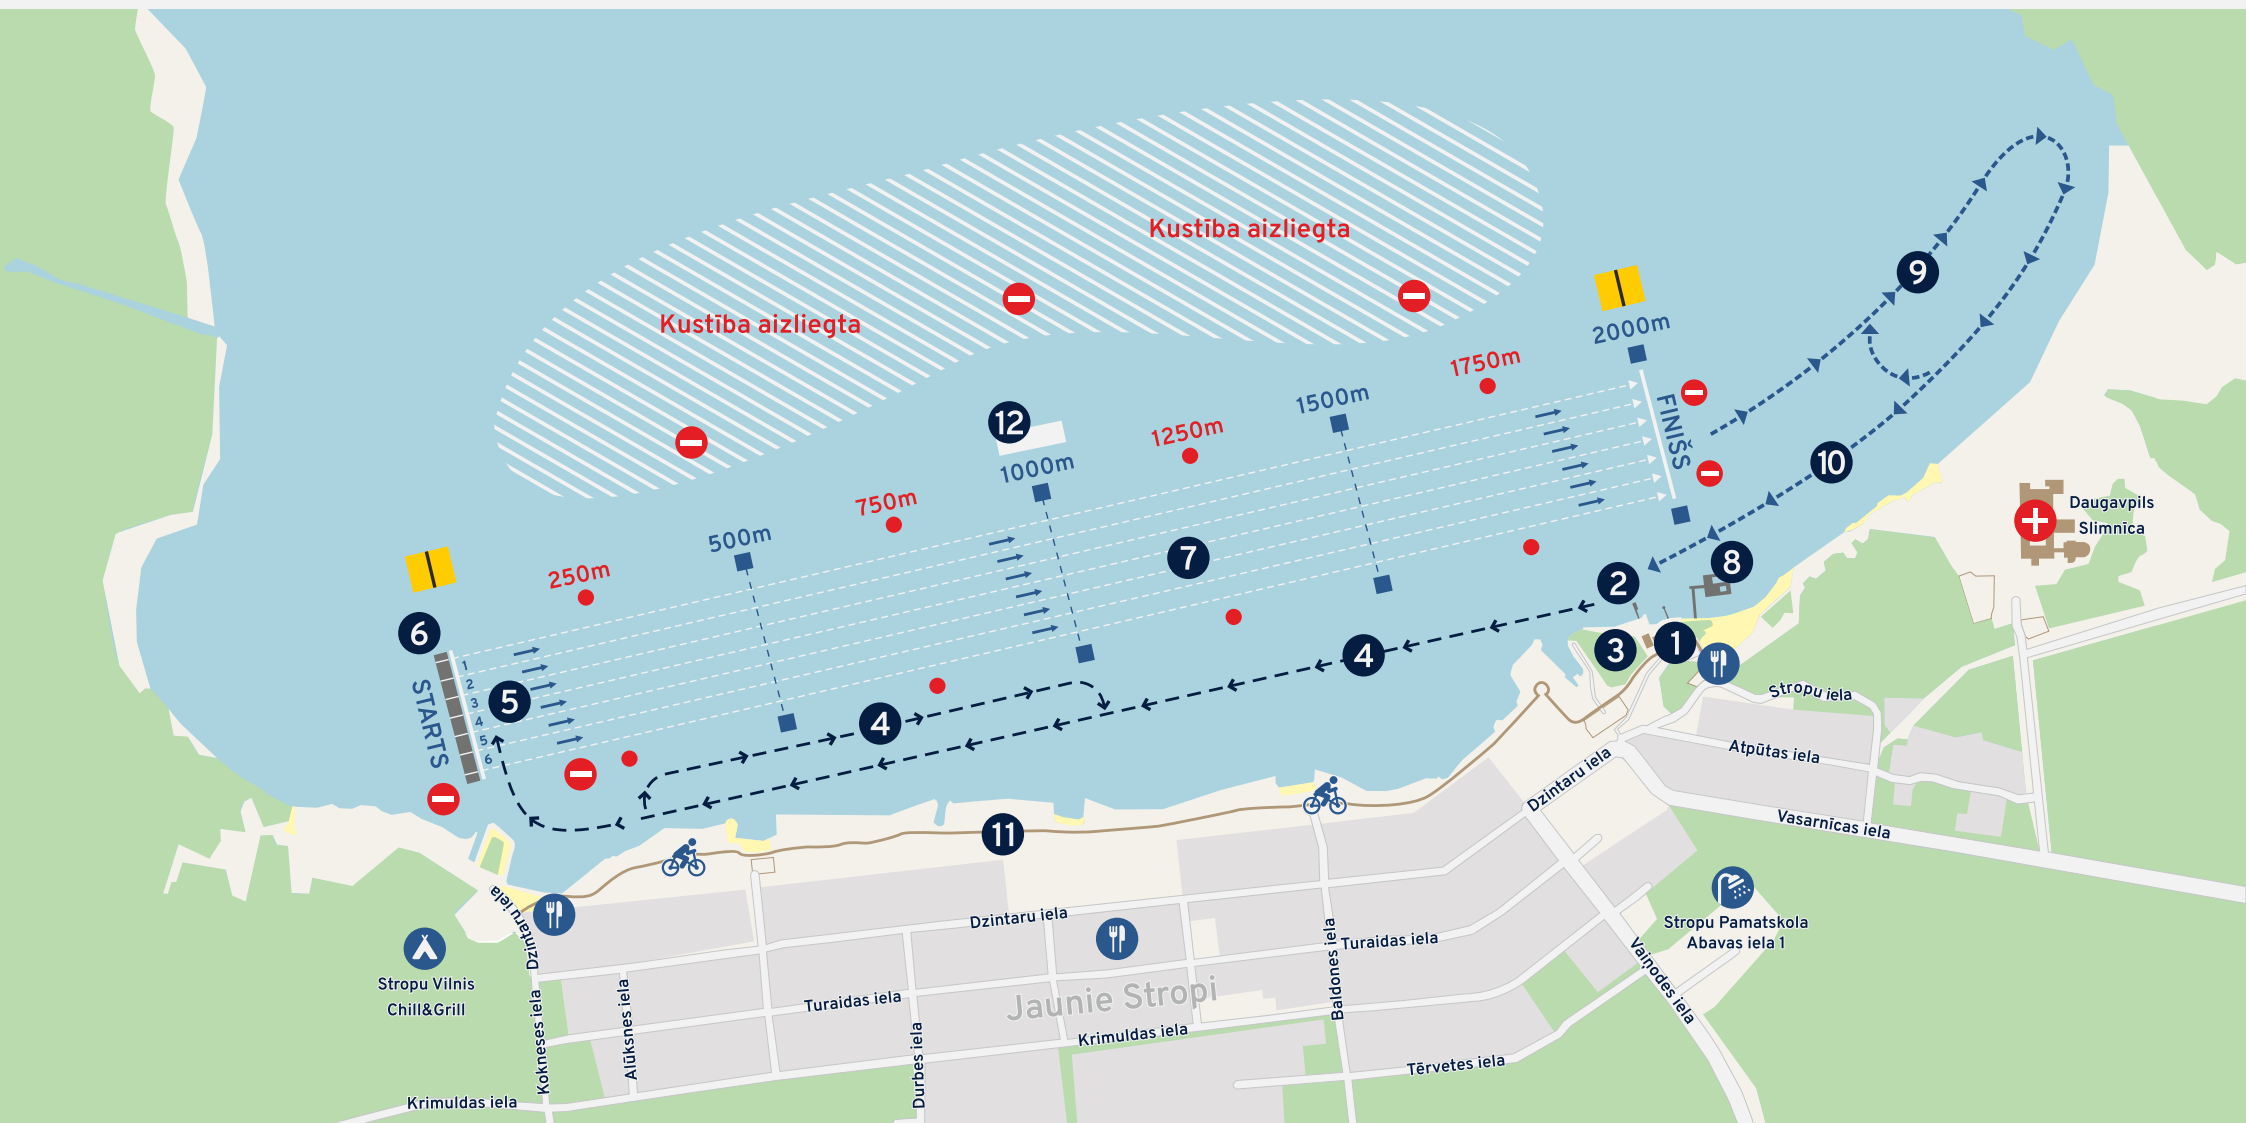 Kustība aizliegta
Kustība aizliegta
9
2000m
1750m
1500m
FINIŠS
12
1250m
1000m
10
750m
Daugavpils
Slimnīca
500m
7
8
250m
2
6
1
2
3
4
5
6
STARTS
5
3
1
4
4
Stropu iela
Atpūtas iela
Dzintaru iela
Vasarnīcas iela
11
Dzintaru iela
Dzintaru iela
Turaidas iela
Baldones iela
Stropu Pamatskola
Abavas iela 1
Vaiņodes iela
Stropu Vilnis
Chill&Grill
Kokneses iela
Alūksnes iela
Turaidas iela
Jaunie Stropi
Durbes iela
Krimuldas iela
Tērvetes iela
Krimuldas iela